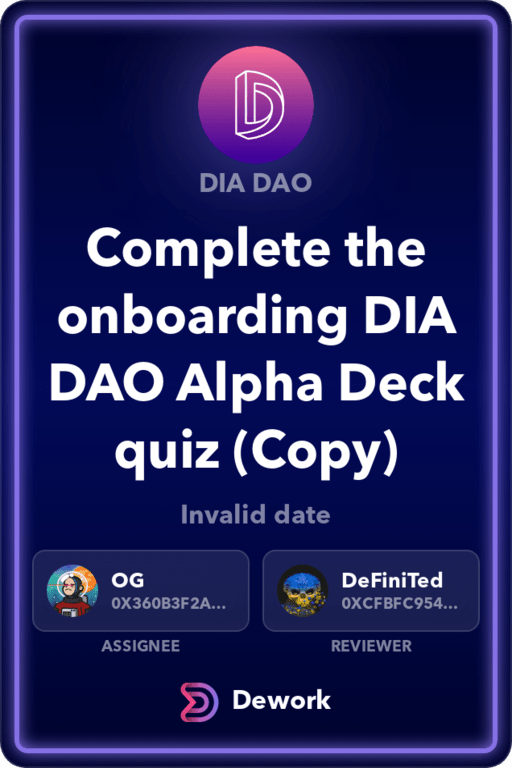 DIA DAO
Complete the
onboarding DIA
DAO Alpha Deck
quiz (Copy)
Invalid date
OG
0X360B3F2A...
ASSIGNEE
DeFiniTed
0XCFBFC954...
REVIEWER
Dework